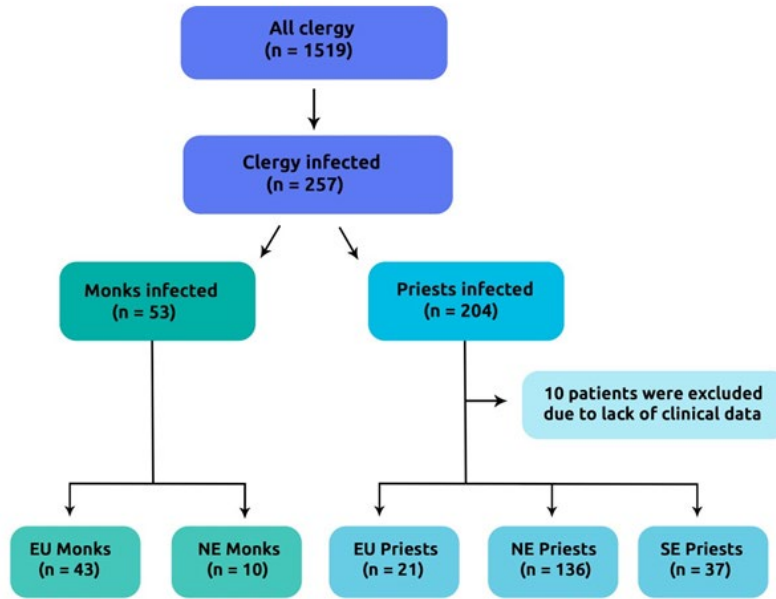 All clergy
(n = 1519)
Clergy infected
(n = 257)
Monks infected
(n = 53)
Priests infected
(n = 204)
10 patients were excluded
due to lack of clinical data
EU Monks
(n = 43)
NE Monks
(n = 10)
EU Priests
(n = 21)
NE Priests
(n = 136)
SE Priests
(n = 37)